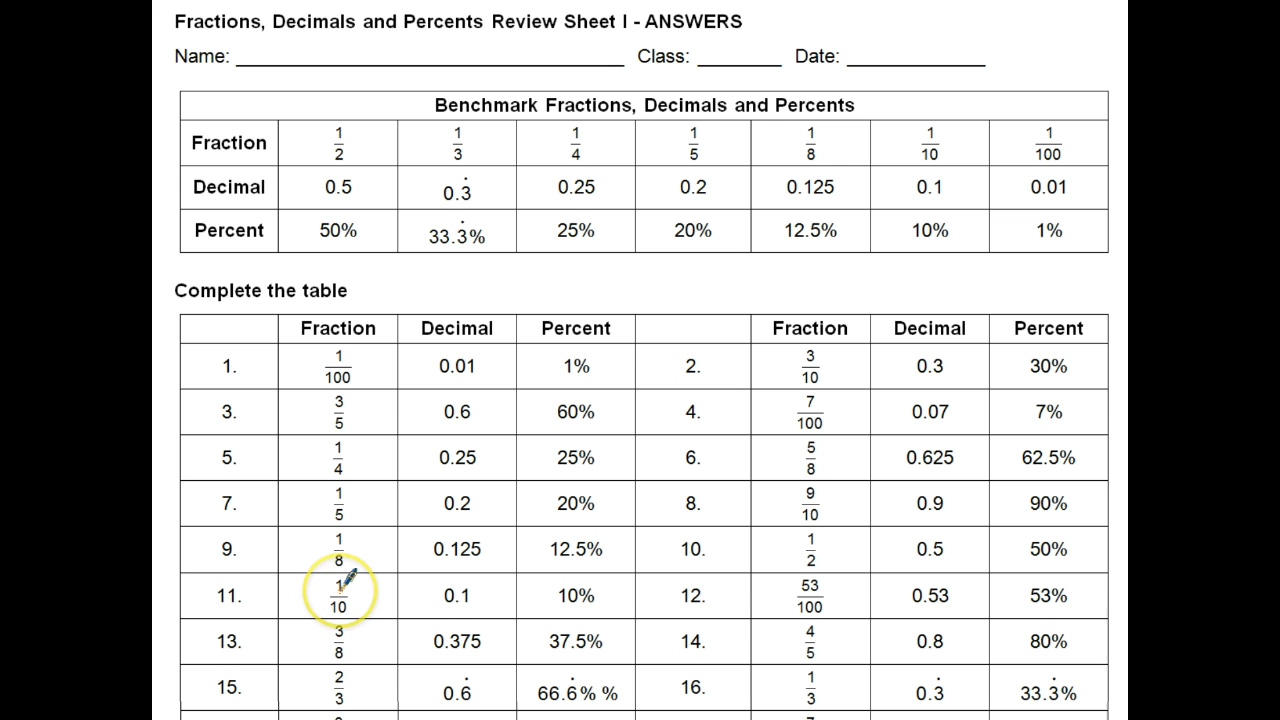 Fractions, Decimals and Percents Review Sheet I - ANSWERS
Name: ____________________ Class: ________ Date: ____________
Benchmark Fractions, Decimals and Percents
Fraction 1/2 1/3 1/4 1/5 1/8 1/10 1/100
Decimal 0.5 0.3̇ 0.25 0.2 0.125 0.1 0.01
Percent 50% 33.3̇% 25% 20% 12.5% 10% 1%
Complete the table
Fraction Decimal Percent Fraction Decimal Percent
1. 1/100 0.01 1% 2. 3/10 0.3 30%
3. 3/5 0.6 60% 4. 7/100 0.07 7%
5. 1/4 0.25 25% 6. 5/8 0.625 62.5%
7. 1/5 0.2 20% 8. 9/10 0.9 90%
9. 1/8 0.125 12.5% 10. 1/2 0.5 50%
11. 1/10 0.1 10% 12. 53/100 0.53 53%
13. 3/8 0.375 37.5% 14. 4/5 0.8 80%
15. 2/3 0.6̇ 66.6̇% % 16. 1/3 0.3̇ 33.3̇%